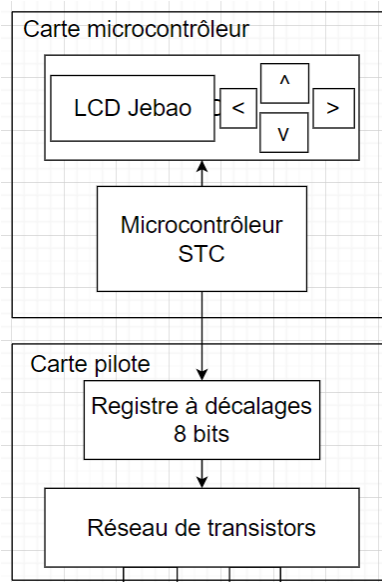 Carte microcontrôleur
LCD Jebao
<
^
v
>
Microcontrôleur
STC
Carte pilote
Registre à décalages
8 bits
Réseau de transistors